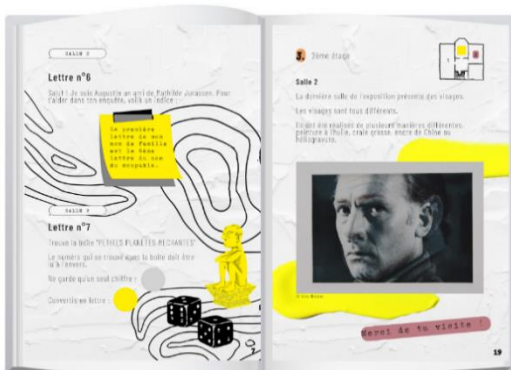 SALLE 2
Lettre n°6
Salut ! Je suis Augustin un ami de Mathilde Jurassen. Pour
t'aider dans ton enquête, voilà un indice :
la première
lettre de mon
nom de famille
est la 4ème
lettre du nom
du coupable.
SALLE 2
Lettre n°7
Trouve la boîte "PETITES PLANÈTES MÉCHANTES"
Le numéro qui se trouve dans la boîte doit être
lu à l'envers.
Ne garde qu'un seul chiffre =
Convertis en lettre :
3.
2ème étage
Salle 2
La dernière salle de l'exposition présente des visages.
Les visages sont tous différents.
Ils ont été réalisés de plusieurs manières différentes,
peinture à l'huile, craie grasse, encre de Chine ou
héliogravure.
Merci de ta visite !
19